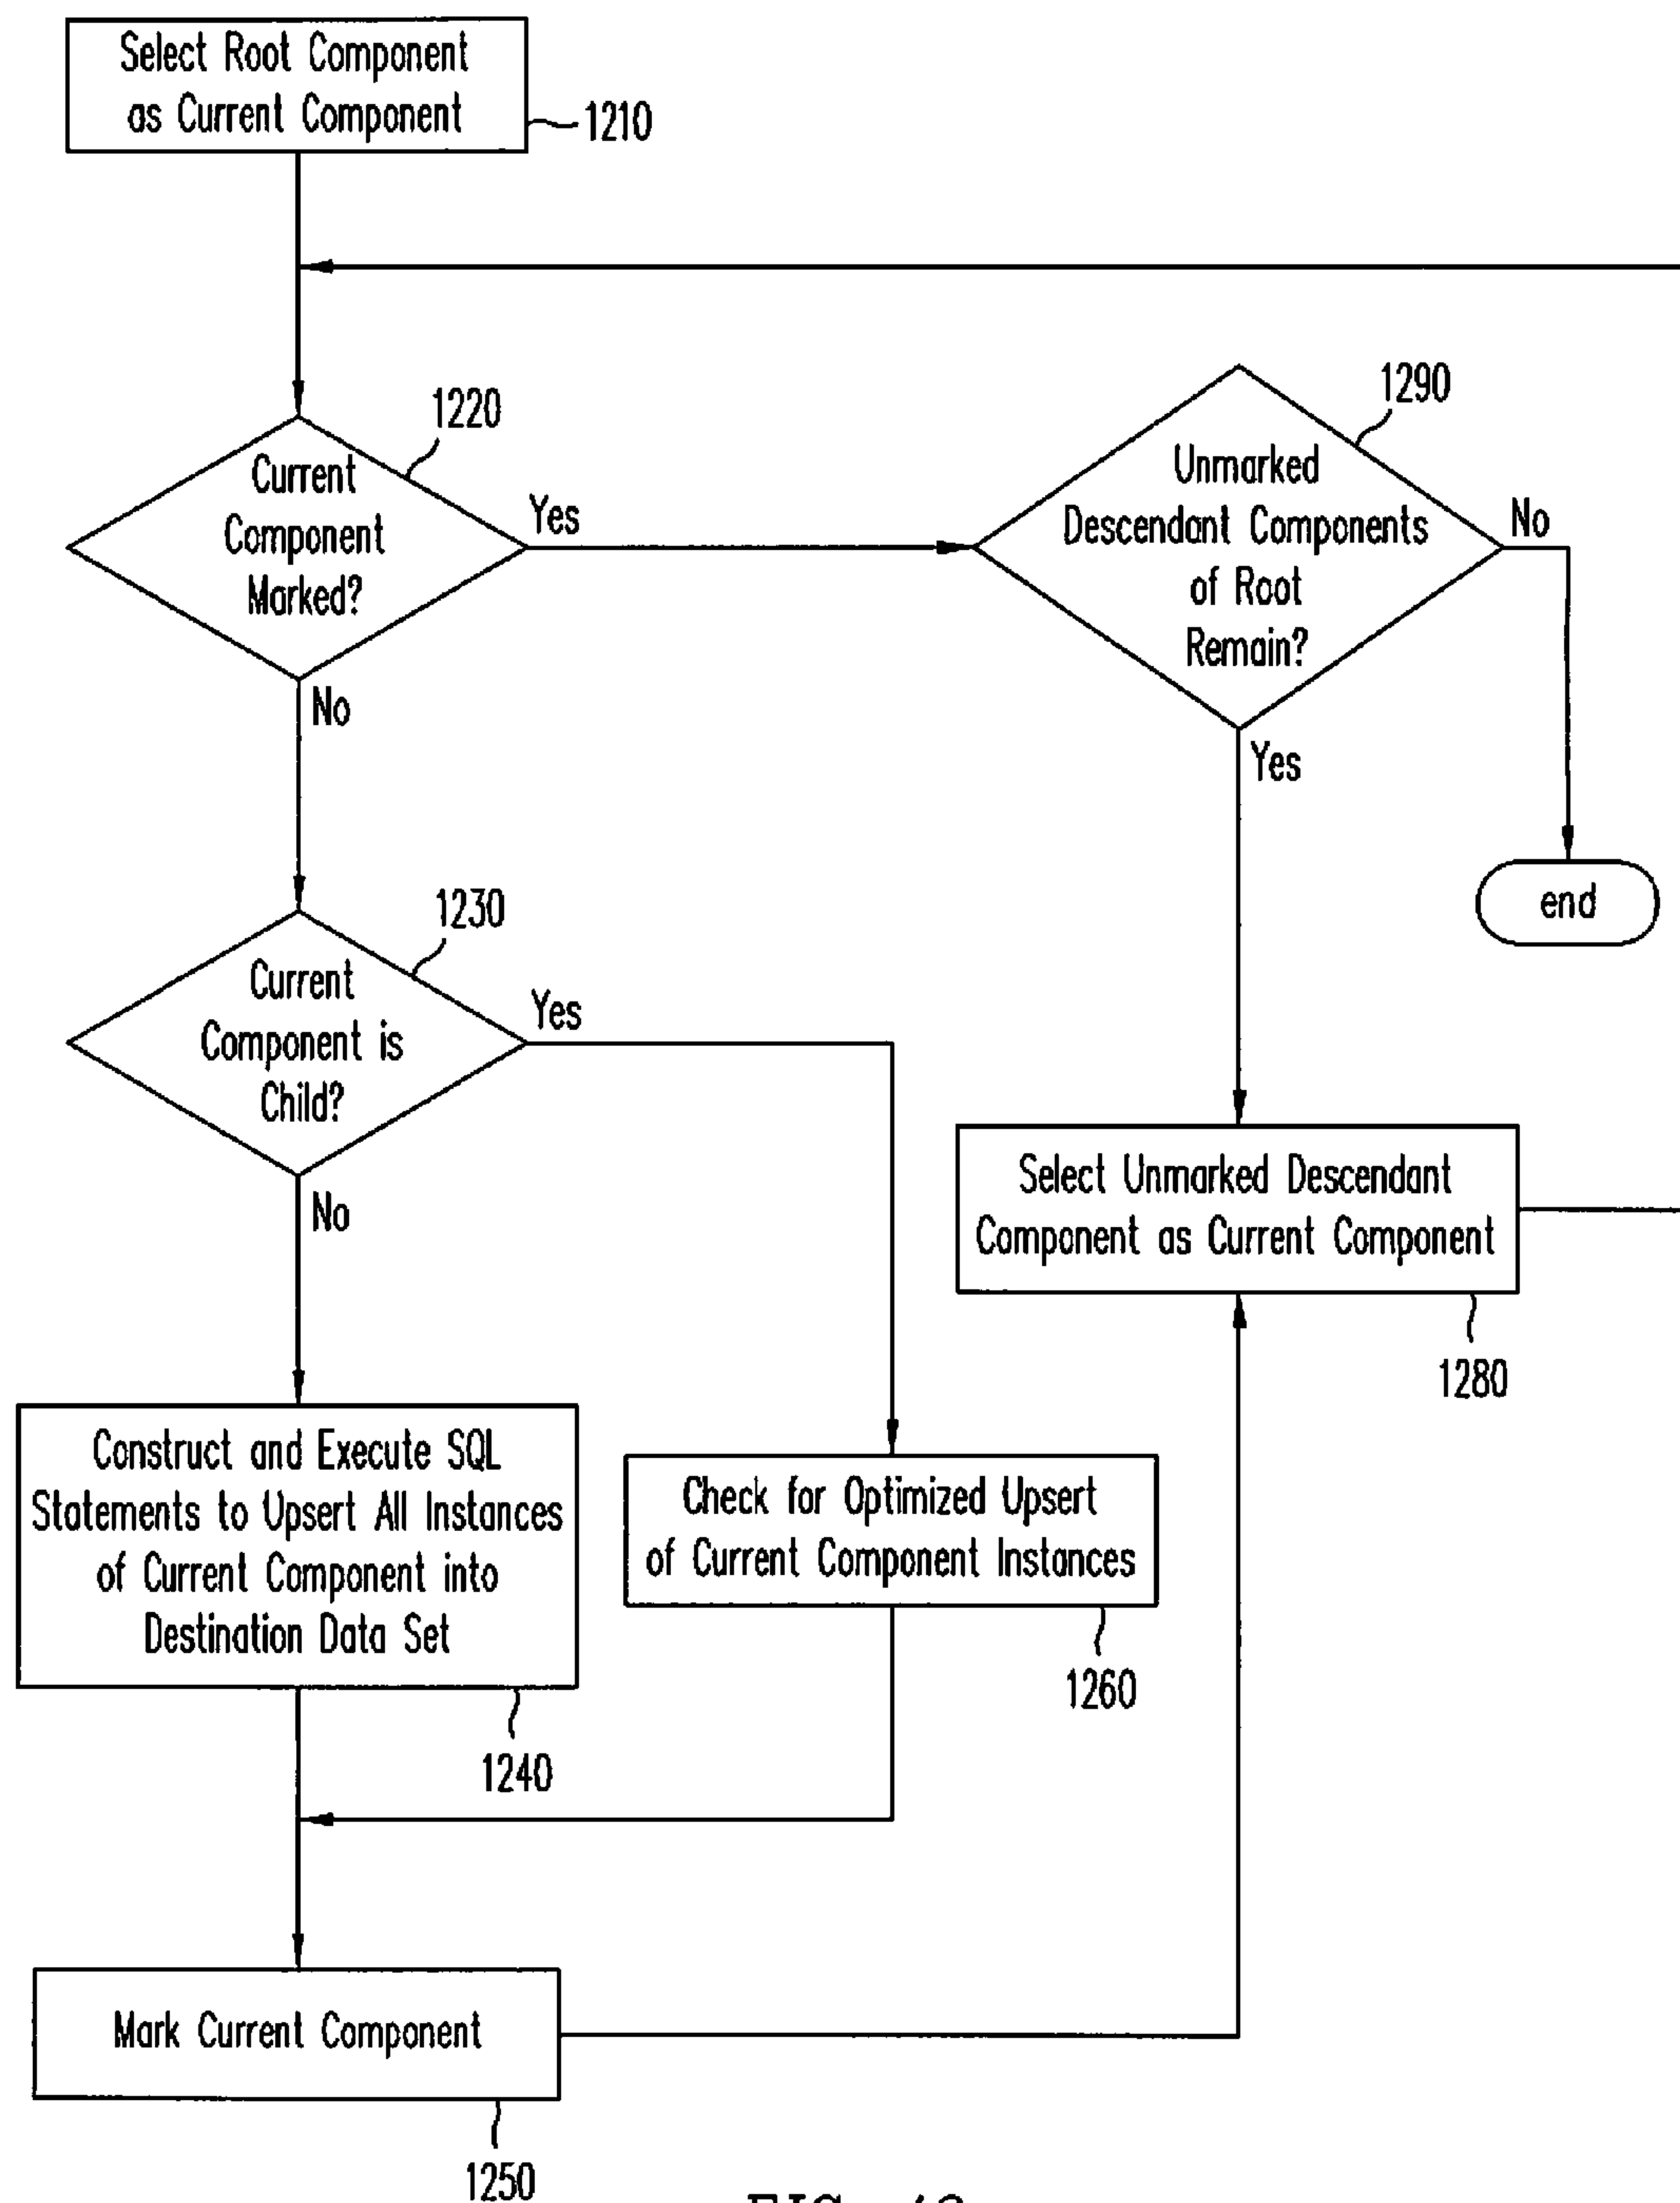 Select Root Component
as Current Component
1210
1220
Current
Component
Marked?
Yes
No
1290
Unmarked
Descendant Components
of Root
Remain?
No
Yes
end
1230
Current
Component is
Child?
Yes
No
Select Unmarked Descendant
Component as Current Component
1280
Construct and Execute SQL
Statements to Upsert All Instances
of Current Component into
Destination Data Set
1240
Check for Optimized Upsert
of Current Component Instances
1260
Mark Current Component
1250
FIG.